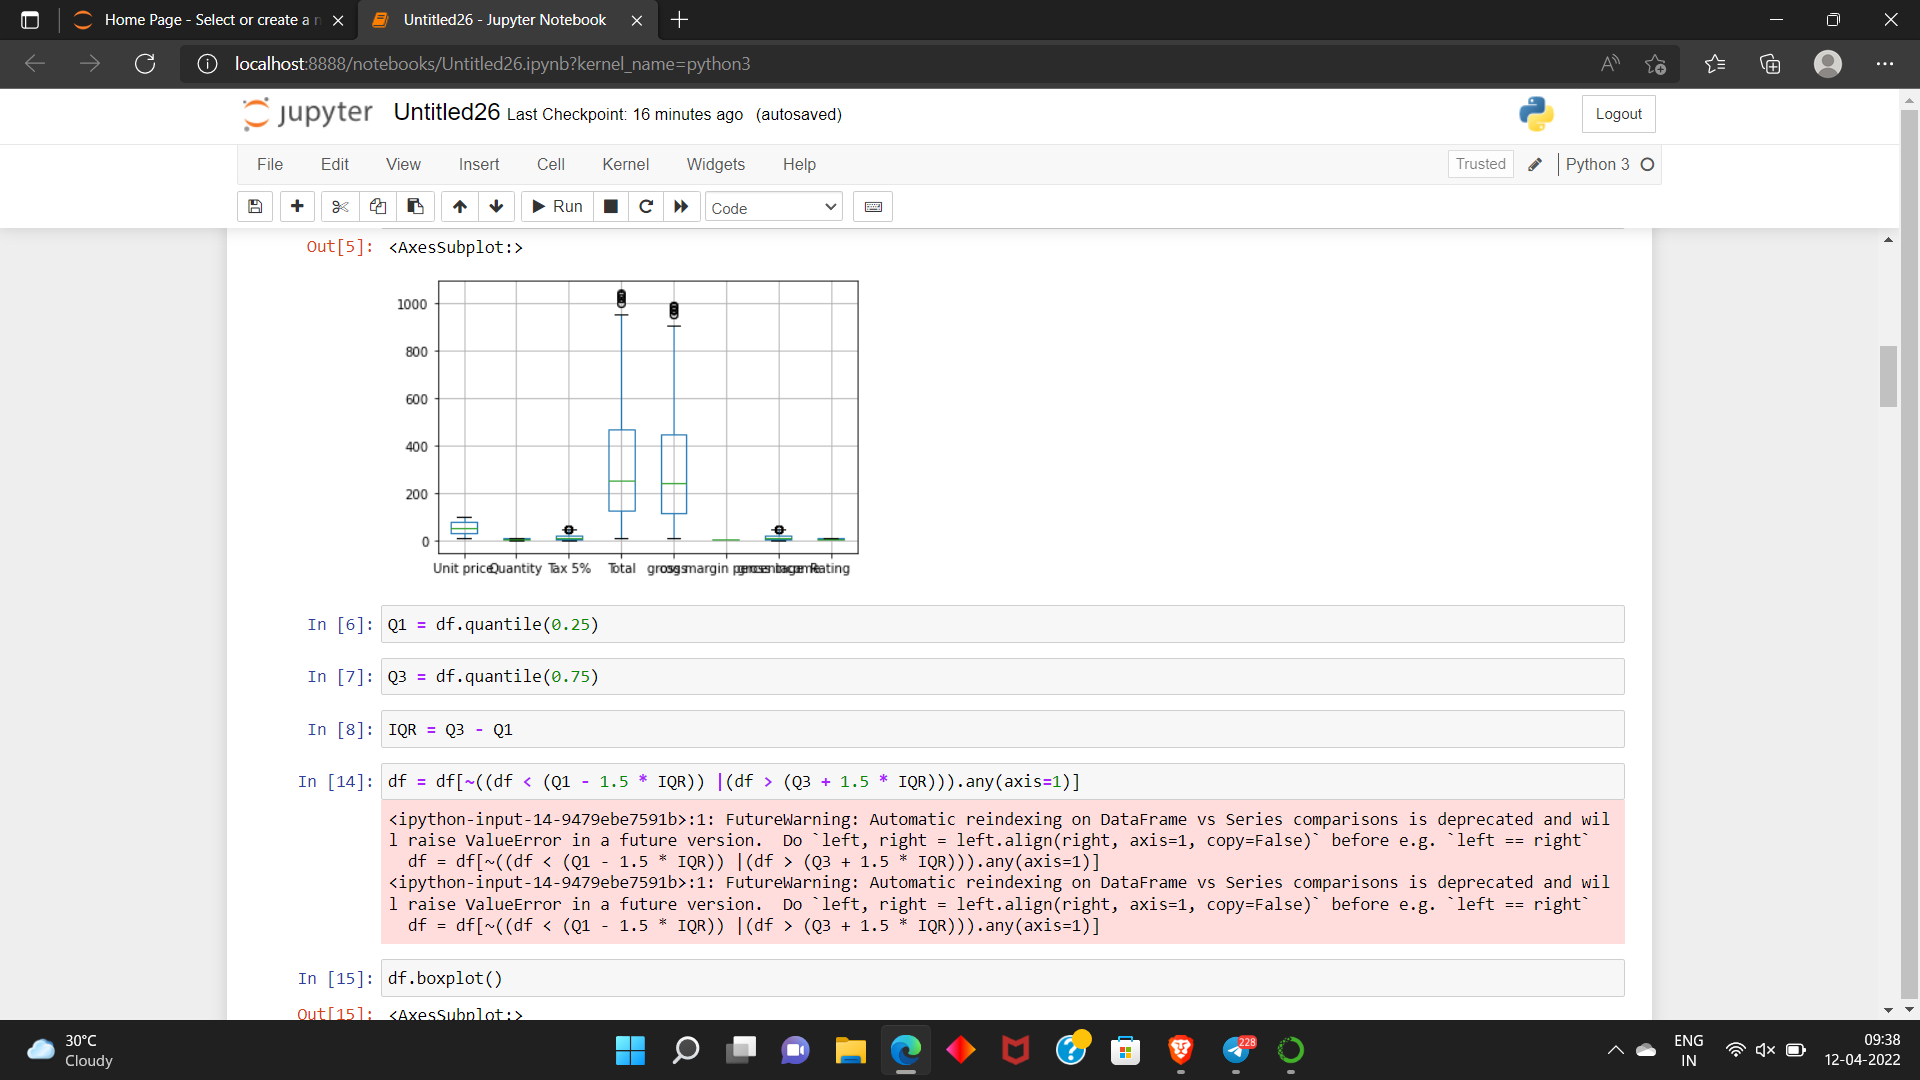 Home Page - Select or create a n
Untitled26 - Jupyter Notebook
localhost:8888/notebooks/Untitled26.ipynb?kernel_name=python3
jupyter Untitled26 Last Checkpoint: 16 minutes ago (autosaved)
Logout
File Edit View Insert Cell Kernel Widgets Help
Trusted
Python 3
Run
Code
Out[5]: <AxesSubplot:>
1000
800
600
400
200
0
Unit price Quantity Tax 5% Total gross margin percentage Rating
In [6]: Q1 = df.quantile(0.25)
In [7]: Q3 = df.quantile(0.75)
In [8]: IQR = Q3 - Q1
In [14]: df = df[~((df < (Q1 - 1.5 * IQR)) |(df > (Q3 + 1.5 * IQR))).any(axis=1)]
<ipython-input-14-9479ebe7591b>:1: FutureWarning: Automatic reindexing on DataFrame vs Series comparisons is deprecated and wil
l raise ValueError in a future version.  Do `left, right = left.align(right, axis=1, copy=False)` before e.g. `left == right`
  df = df[~((df < (Q1 - 1.5 * IQR)) |(df > (Q3 + 1.5 * IQR))).any(axis=1)]
<ipython-input-14-9479ebe7591b>:1: FutureWarning: Automatic reindexing on DataFrame vs Series comparisons is deprecated and wil
l raise ValueError in a future version.  Do `left, right = left.align(right, axis=1, copy=False)` before e.g. `left == right`
  df = df[~((df < (Q1 - 1.5 * IQR)) |(df > (Q3 + 1.5 * IQR))).any(axis=1)]
In [15]: df.boxplot()
Out[15]: <AxesSubplot:>
30°C
Cloudy
228
ENG
IN
09:38
12-04-2022